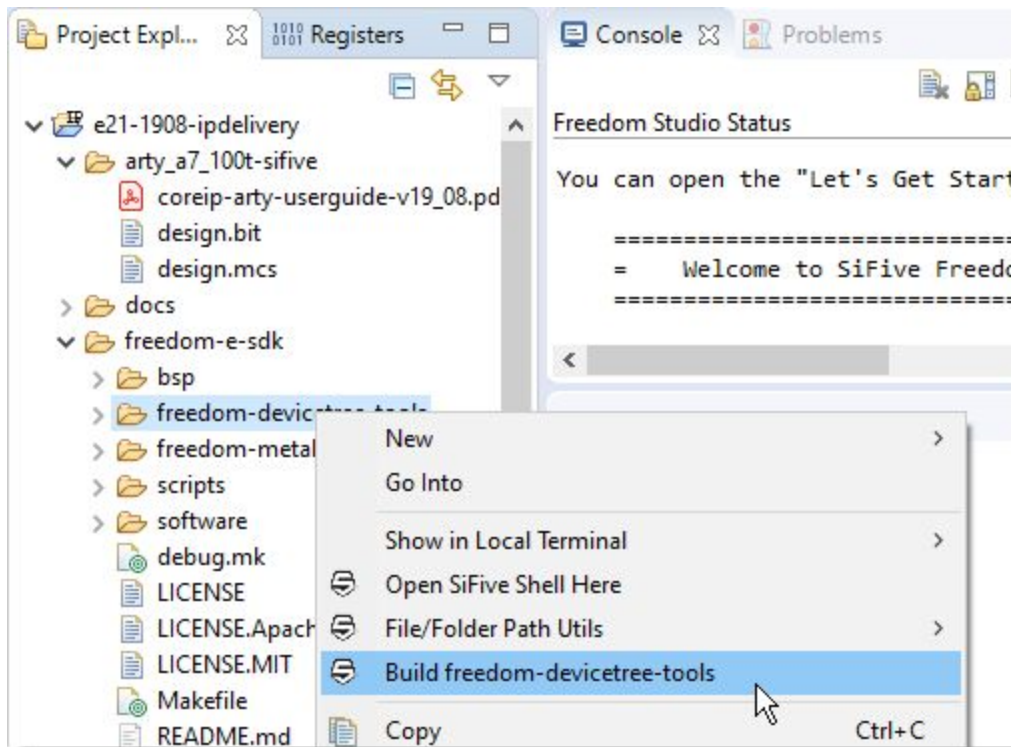 Project Expl...
Registers
Console
Problems
e21-1908-ipdelivery
arty_a7_100t-sifive
coreip-arty-userguide-v19_08.pd
design.bit
design.mcs
docs
freedom-e-sdk
bsp
freedom-devicetree-tools
freedom-metal
scripts
software
debug.mk
LICENSE
LICENSE.Apach
LICENSE.MIT
Makefile
README.md
Freedom Studio Status
You can open the "Let's Get Start
==============================
= Welcome to SiFive Freedo
==============================
New
Go Into
Show in Local Terminal
Open SiFive Shell Here
File/Folder Path Utils
Build freedom-devicetree-tools
Copy Ctrl+C